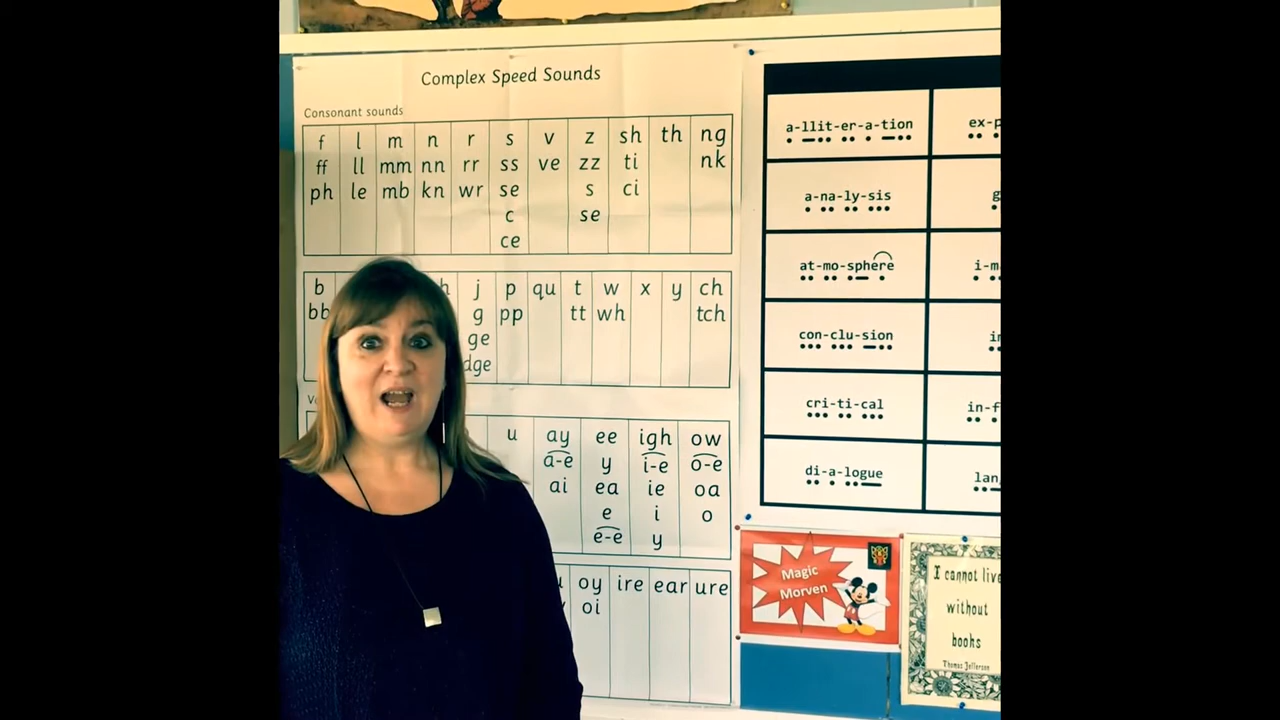 Complex Speed Sounds
Consonant sounds
f l m n r s v z sh th ng
ff ll mm nn rr ss ve zz ti nk
ph le mb kn wr se s ci
c se
ce
b h j p qu t w x y ch
bb g pp tt wh tch
ge
dge
u ay ee igh ow
a-e y i-e o-e
ai ea ie oa
e i o
e-e y
oy ire ear ure
oi
a-llit-er-a-tion
a-na-ly-sis
at-mo-sphere
con-clu-sion
cri-ti-cal
di-a-logue
Magic
Morven
I cannot live
without
books
Thomas Jefferson